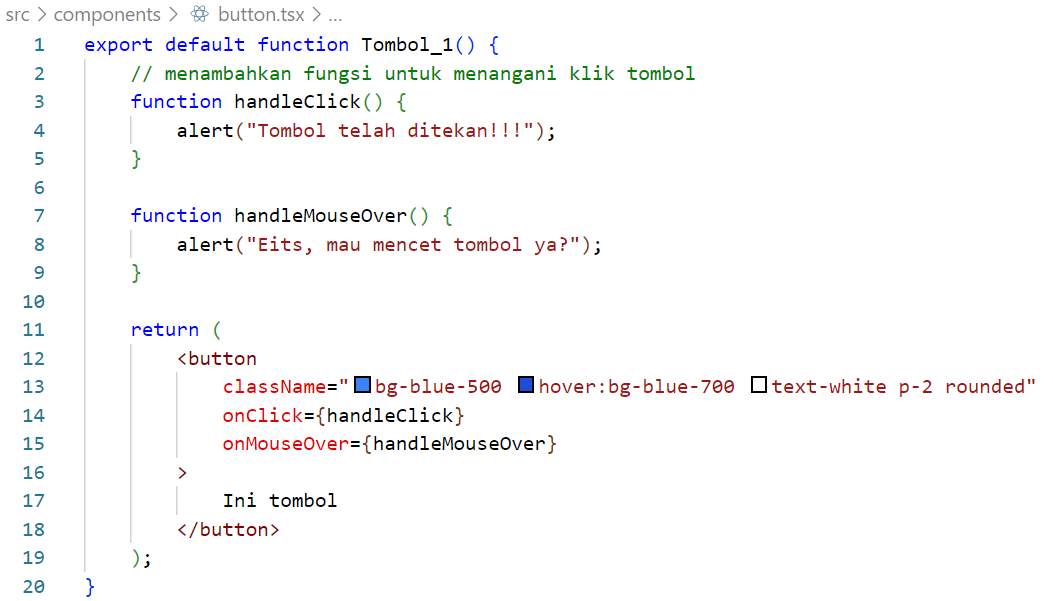 src > components > button.tsx > ...
1 export default function Tombol_1() {
2     // menambahkan fungsi untuk menangani klik tombol
3     function handleClick() {
4         alert("Tombol telah ditekan!!!");
5     }
6
7     function handleMouseOver() {
8         alert("Eits, mau mencet tombol ya?");
9     }
10
11     return (
12         <button
13             className="bg-blue-500 hover:bg-blue-700 text-white p-2 rounded"
14             onClick={handleClick}
15             onMouseOver={handleMouseOver}
16         >
17             Ini tombol
18         </button>
19     );
20 }